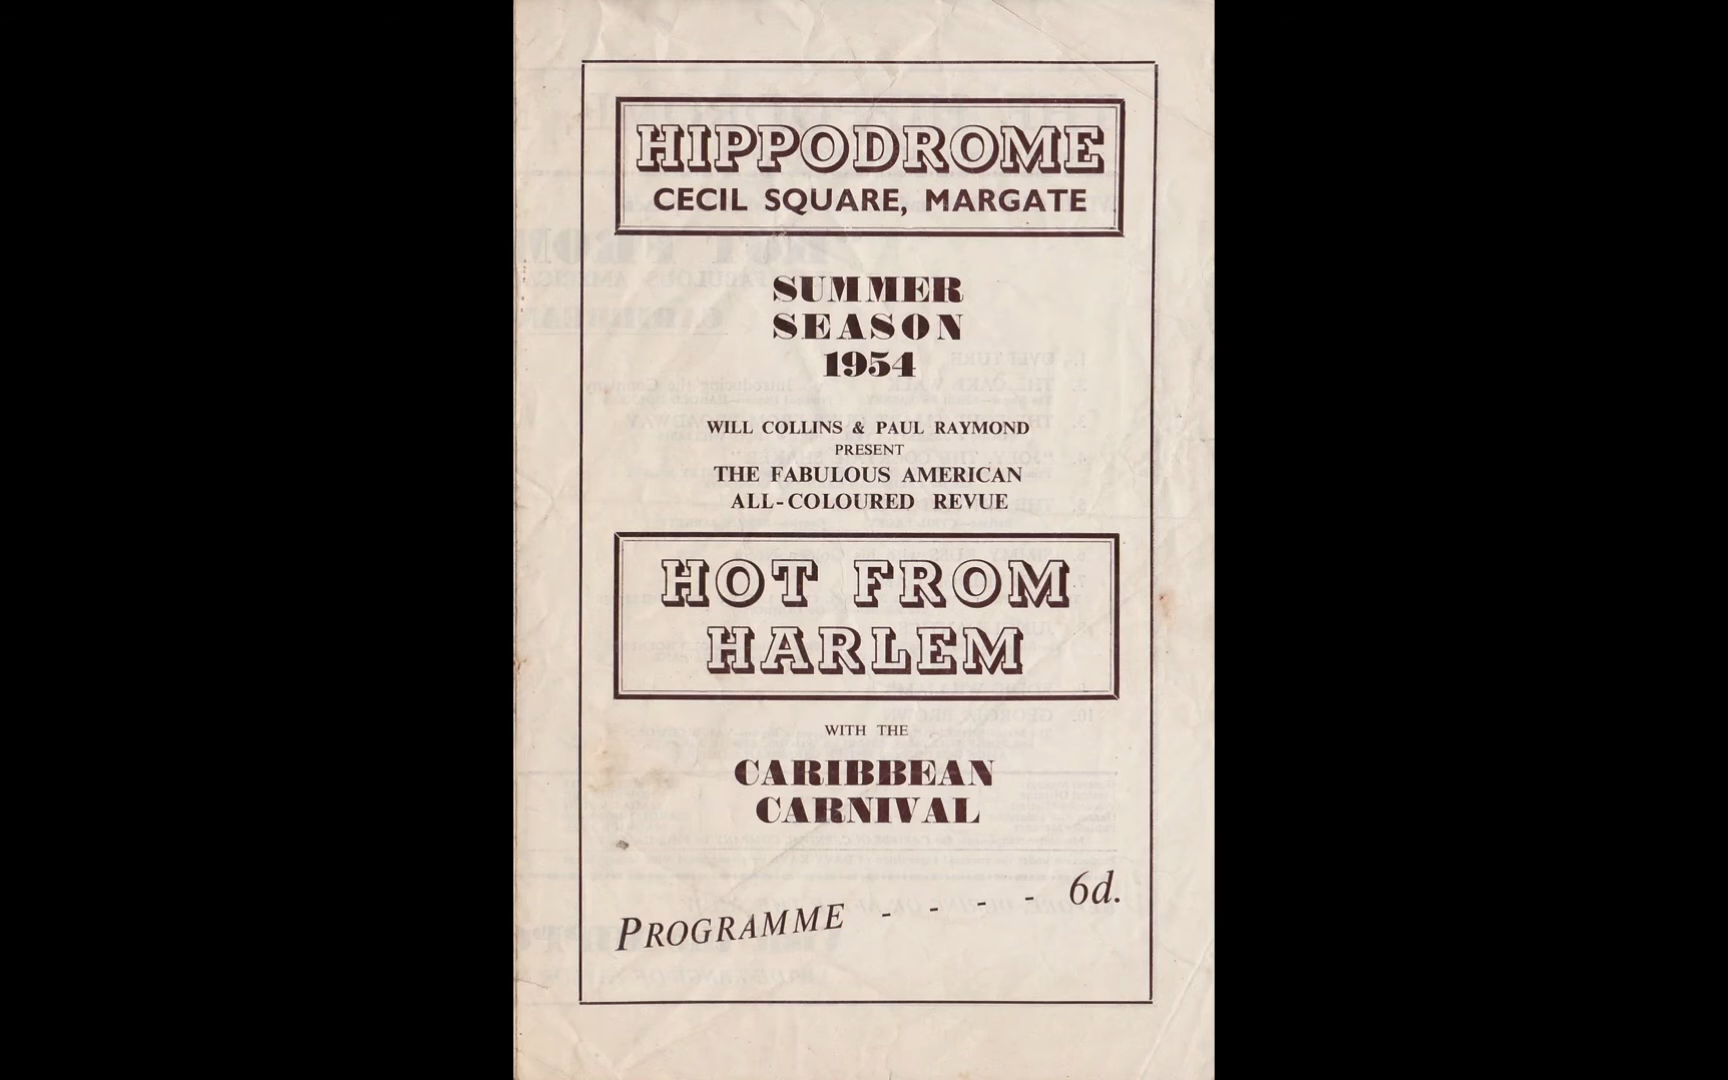 HIPPODROME
CECIL SQUARE, MARGATE
SUMMER
SEASON
1954
WILL COLLINS & PAUL RAYMOND
PRESENT
THE FABULOUS AMERICAN
ALL-COLOURED REVUE
HOT FROM
HARLEM
WITH THE
CARIBBEAN
CARNIVAL
PROGRAMME - - - - 6d.